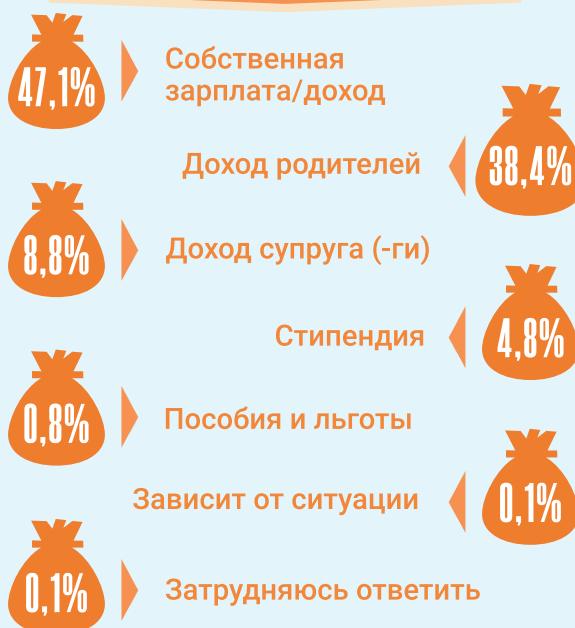 47,1%
Собственная
зарплата/доход
Доход родителей
38,4%
8,8%
Доход супруга (-ги)
Стипендия
4,8%
0,8%
Пособия и льготы
Зависит от ситуации
0,1%
0,1%
Затрудняюсь ответить